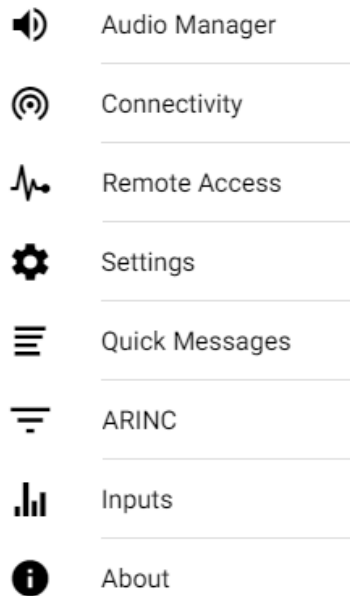 Audio Manager
Connectivity
Remote Access
Settings
Quick Messages
ARINC
Inputs
About